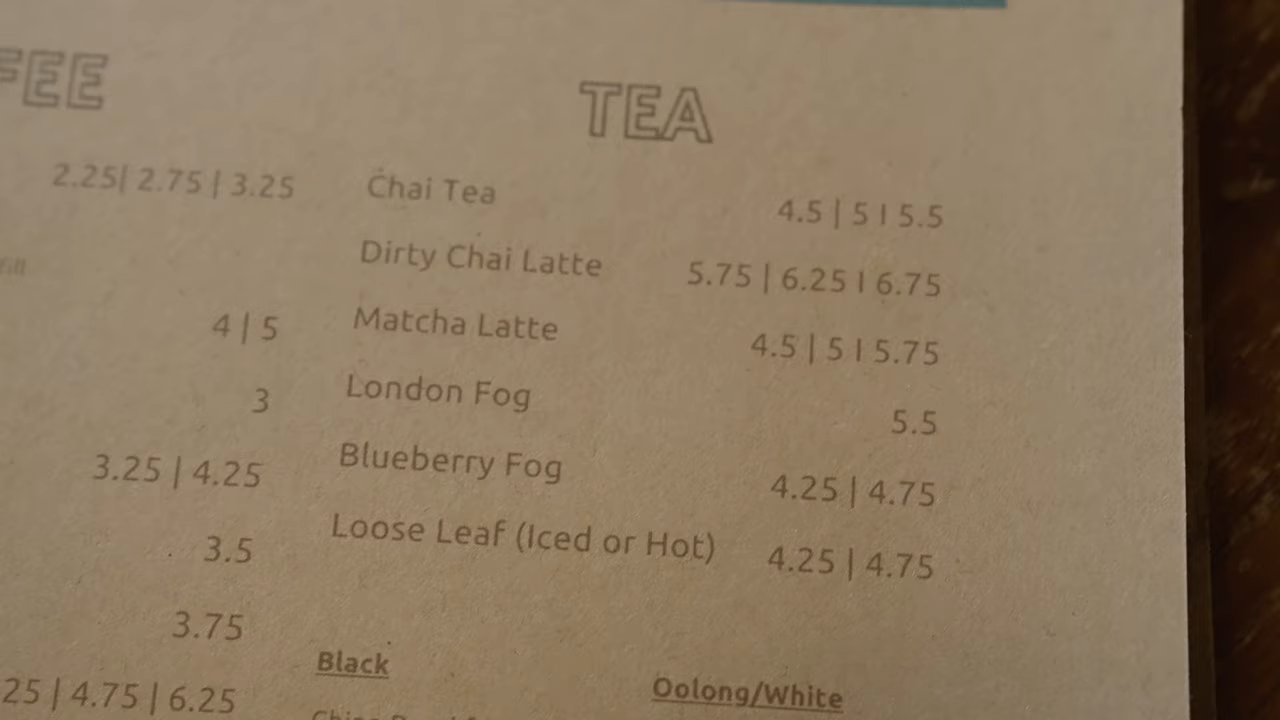 FEE
2.25| 2.75 | 3.25
4 | 5
3
3.25 | 4.25
3.5
3.75
25 | 4.75 | 6.25
TEA
Chai Tea 4.5 | 5 I 5.5
Dirty Chai Latte 5.75 | 6.25 I 6.75
Matcha Latte 4.5 | 5 I 5.75
London Fog 5.5
Blueberry Fog 4.25 | 4.75
Loose Leaf (Iced or Hot) 4.25 | 4.75
Black
Oolong/White